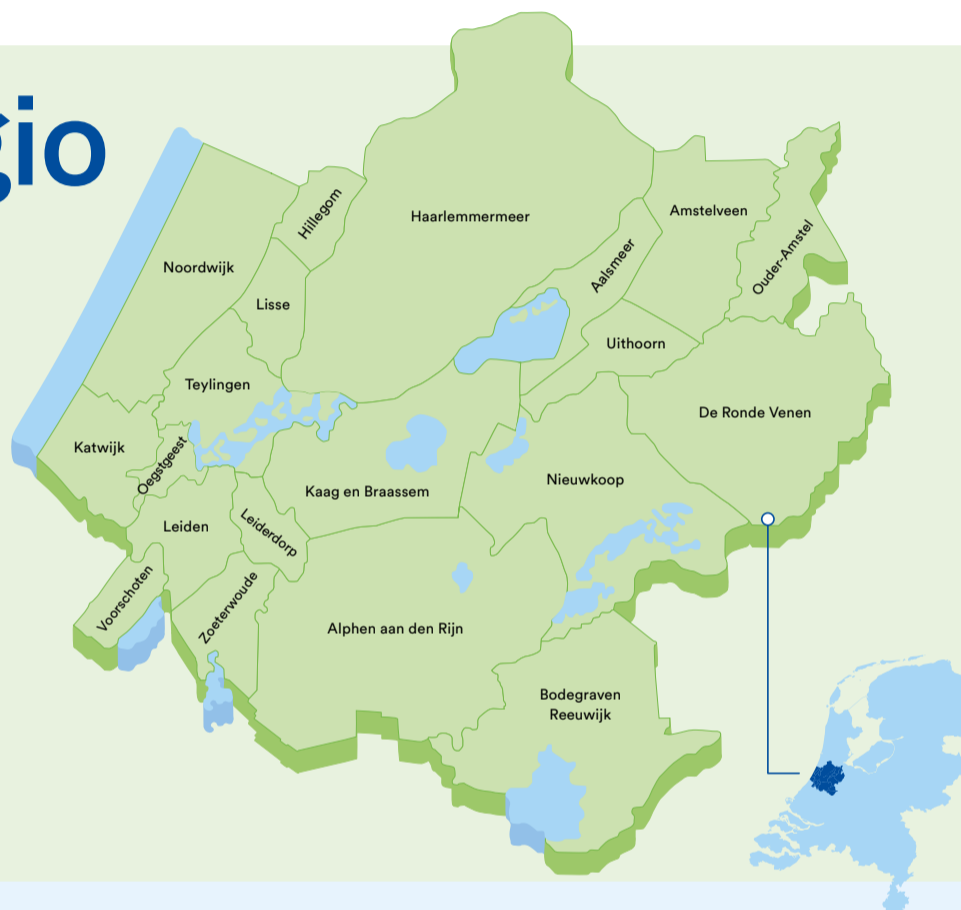 gio
Haarlemmermeer
Hillegom
Amstelveen
Ouder-Amstel
Aalsmeer
Noordwijk
Lisse
Uithoorn
Teylingen
De Ronde Venen
Katwijk
Oegstgeest
Kaag en Braassem
Nieuwkoop
Leiden
Leiderdorp
Voorschoten
Zoeterwoude
Alphen aan den Rijn
Bodegraven
Reeuwijk